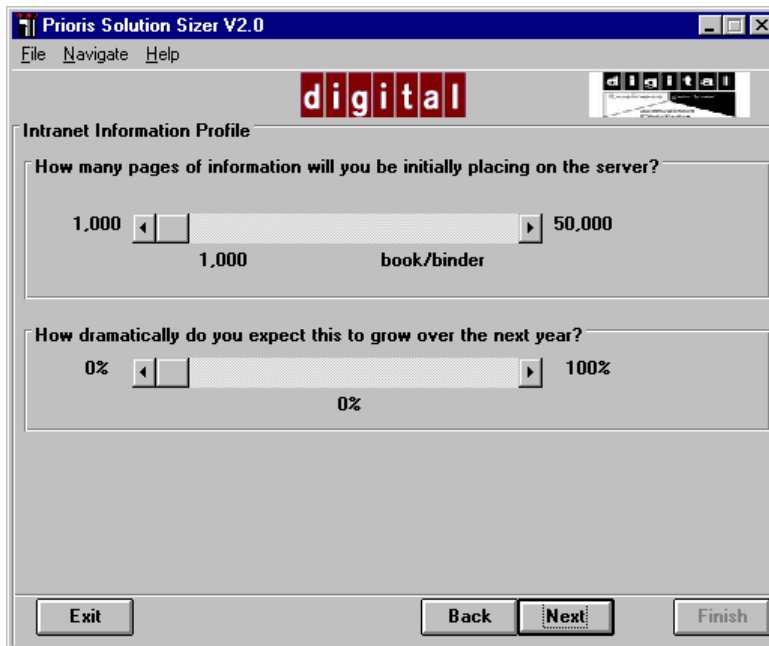 Prioris Solution Sizer V2.0
File Navigate Help
digital
digital
Intranet Information Profile
How many pages of information will you be initially placing on the server?
1,000 50,000
1,000 book/binder
How dramatically do you expect this to grow over the next year?
0% 100%
0%
Exit Back Next Finish